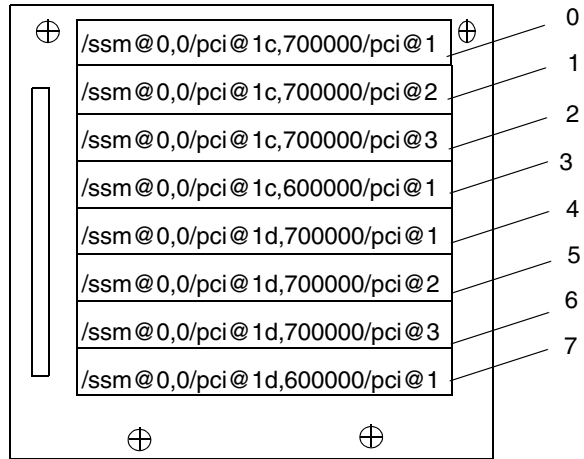 /ssm@0,0/pci@1c,700000/pci@1 0
/ssm@0,0/pci@1c,700000/pci@2 1
/ssm@0,0/pci@1c,700000/pci@3 2
/ssm@0,0/pci@1c,600000/pci@1 3
/ssm@0,0/pci@1d,700000/pci@1 4
/ssm@0,0/pci@1d,700000/pci@2 5
/ssm@0,0/pci@1d,700000/pci@3 6
/ssm@0,0/pci@1d,600000/pci@1 7